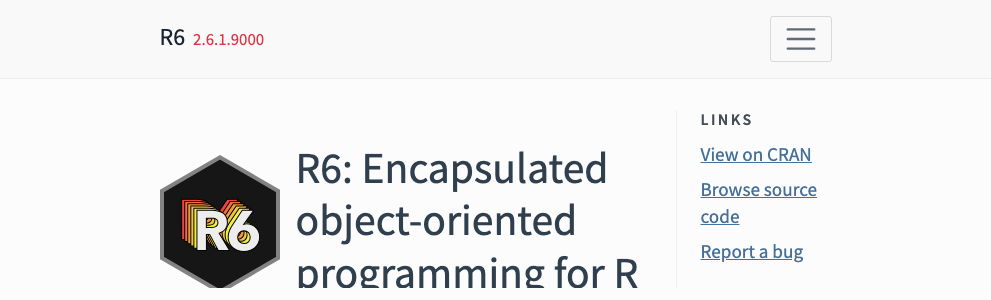 R6 2.6.1.9000
R6
R6: Encapsulated
object-oriented
programming for R
LINKS
View on CRAN
Browse source
code
Report a bug